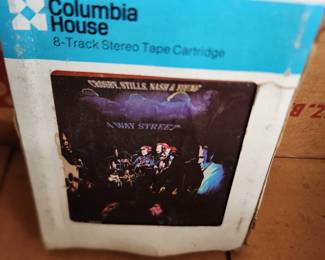 Columbia
House
8-Track Stereo Tape Cartridge
CROSBY, STILLS, NASH & YOUNG
4 WAY STREET